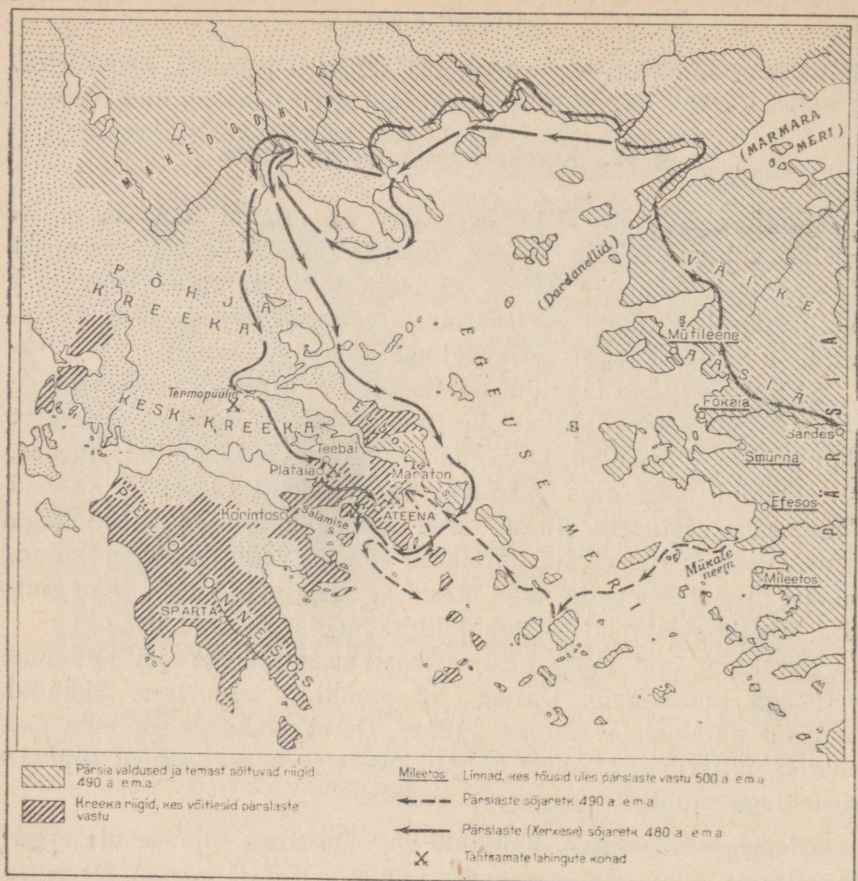 (MARMARA
MERI)
MAKEDOONIA
PÕHJA
KREEKA
(Dardanellid)
VÄIKE
AASIA
PÄRSIA
EGEUSE MERI
Mütileene
Fokaia
Sardes
Smürna
Efesos
Mükale
neem
Mileetos
Termopüülid
KESK-KREEKA
Teebai
Plataiad
Maraton
ATEENA
Korintos
Salamise
s.
PELOPONNESOS
SPARTA
Pärsia valdused ja temast sõltuvad riigid
490 a e.m.a.
Kreeka riigid, kes võitlesid pärslaste
vastu
Mileetos Linnad, kes tõusid üles pärslaste vastu 500 a e m a
Pärslaste sõjaretk 490 a e m a
Pärslaste (Xerxese) sõjaretk 480 a e m a
Tähtsamate lahingute kohad